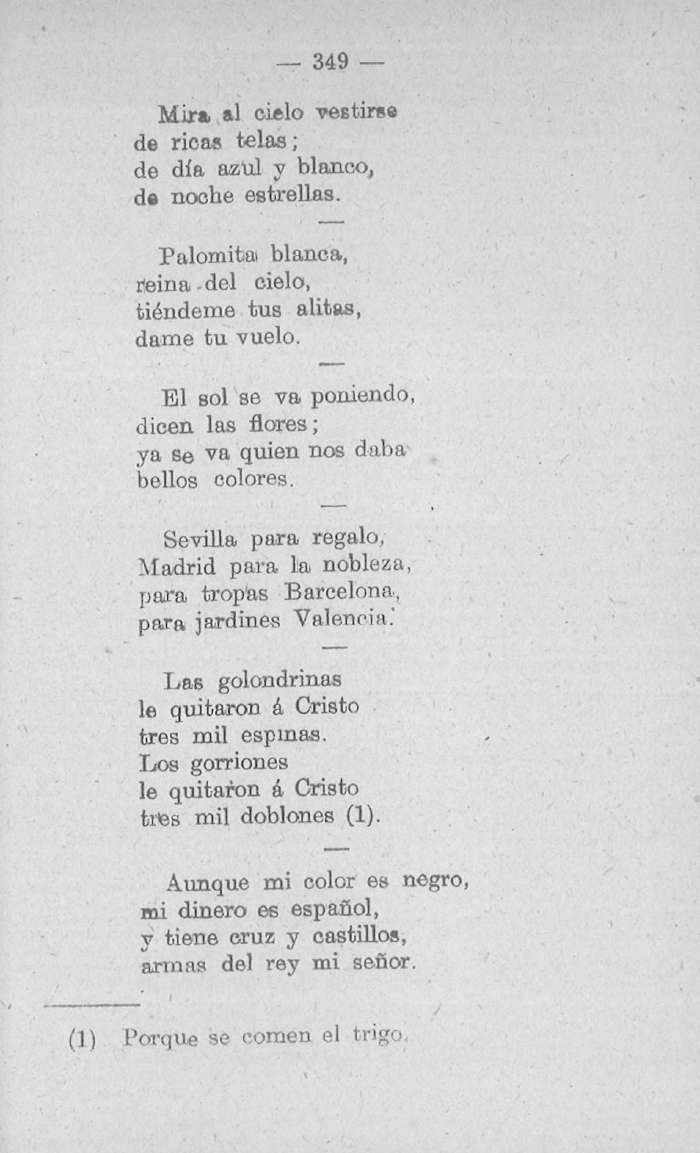 — 349 —
Mira al cielo vestirse
de ricas telas;
de día azul y blanco,
de noche estrellas.
—
Palomita blanca,
reina del cielo,
tiéndeme tus alitas,
dame tu vuelo.
—
El sol se va poniendo,
dicen las flores;
ya se va quien nos daba
bellos colores.
—
Sevilla para regalo,
Madrid para la nobleza,
para tropas Barcelona,
para jardines Valencia.
—
Las golondrinas
le quitaron á Cristo
tres mil espinas.
Los gorriones
le quitaron á Cristo
tres mil doblones (1).
—
Aunque mi color es negro,
mi dinero es español,
y tiene cruz y castillos,
armas del rey mi señor.
(1) Porque se comen el trigo.